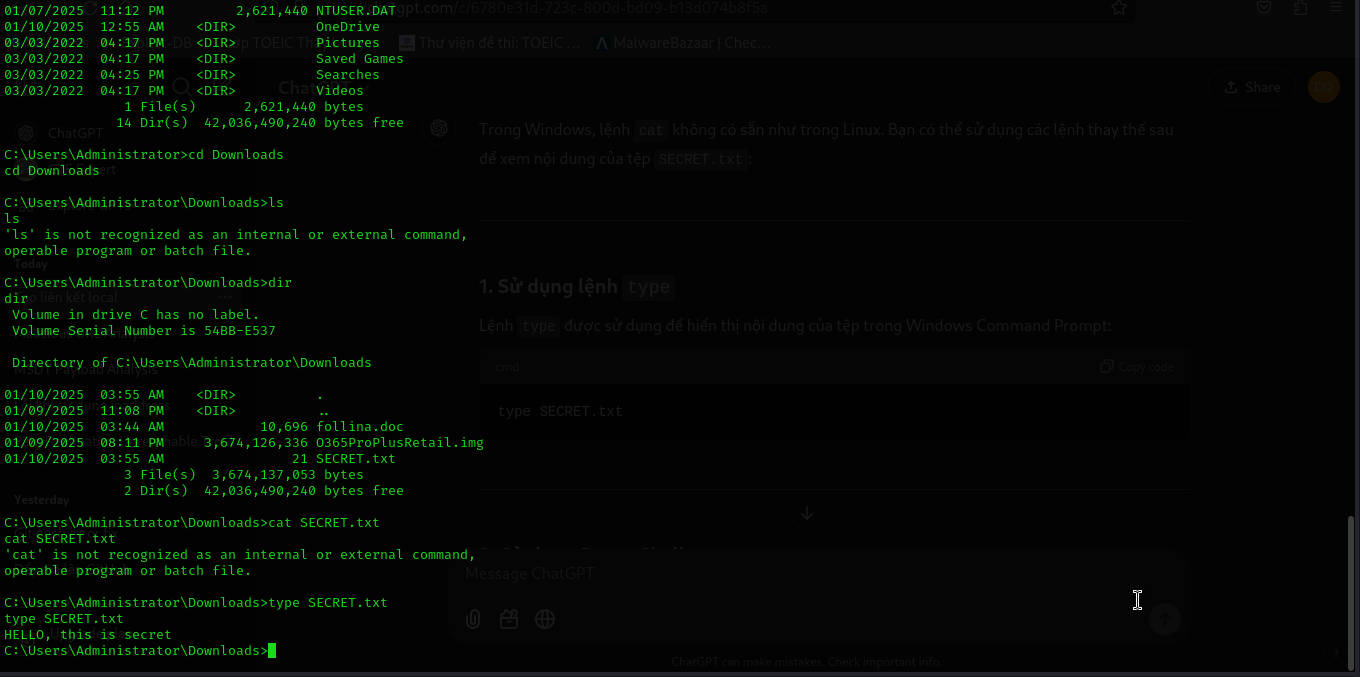 01/07/2025  11:12 PM         2,621,440 NTUSER.DAT
01/10/2025  12:55 AM    <DIR>          OneDrive
03/03/2022  04:17 PM    <DIR>          Pictures
03/03/2022  04:17 PM    <DIR>          Saved Games
03/03/2022  04:25 PM    <DIR>          Searches
03/03/2022  04:17 PM    <DIR>          Videos
               1 File(s)      2,621,440 bytes
              14 Dir(s)  42,036,490,240 bytes free
C:\Users\Administrator>cd Downloads
cd Downloads
C:\Users\Administrator\Downloads>ls
ls
'ls' is not recognized as an internal or external command,
operable program or batch file.
C:\Users\Administrator\Downloads>dir
dir
 Volume in drive C has no label.
 Volume Serial Number is 54BB-E537
 Directory of C:\Users\Administrator\Downloads
01/10/2025  03:55 AM    <DIR>          .
01/09/2025  11:08 PM    <DIR>          ..
01/10/2025  03:44 AM            10,696 follina.doc
01/09/2025  08:11 PM     3,674,126,336 O365ProPlusRetail.img
01/10/2025  03:55 AM                21 SECRET.txt
               3 File(s)  3,674,137,053 bytes
               2 Dir(s)  42,036,490,240 bytes free
C:\Users\Administrator\Downloads>cat SECRET.txt
cat SECRET.txt
'cat' is not recognized as an internal or external command,
operable program or batch file.
C:\Users\Administrator\Downloads>type SECRET.txt
type SECRET.txt
HELLO, this is secret
C:\Users\Administrator\Downloads>
Thư viện đề thi: TOEIC ...
MalwareBazaar | Chec...
Share
ChatGPT
Today
Yesterday
Trong Windows, lệnh cat không có sẵn như trong Linux. Bạn có thể sử dụng các lệnh thay thế sau
để xem nội dung của tệp SECRET.txt:
1. Sử dụng lệnh type
Lệnh type được sử dụng để hiển thị nội dung của tệp trong Windows Command Prompt:
cmd
Copy code
type SECRET.txt
Message ChatGPT
ChatGPT can make mistakes. Check important info.
?